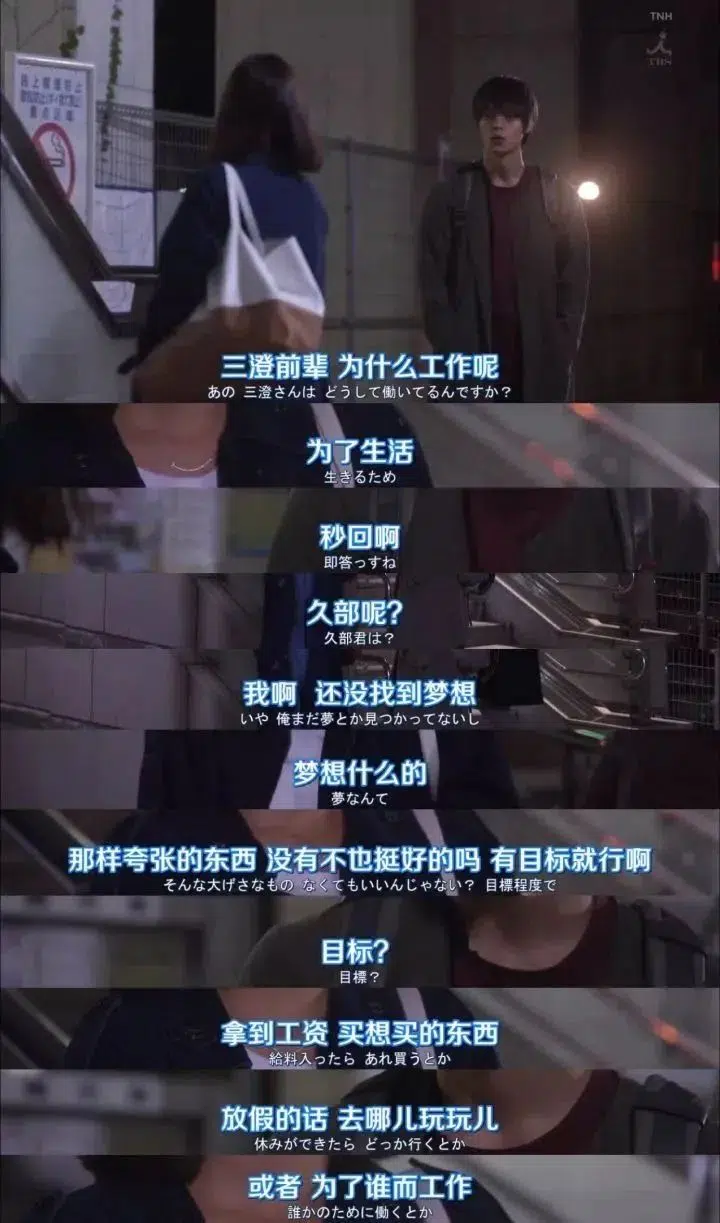 TNH
TBS
路上喫煙禁止
三澄前辈 为什么工作呢
あの 三澄さんは どうして働いてるんですか？
为了生活
生きるため
秒回啊
即答っすね
久部呢？
久部君は？
我啊 还没找到梦想
いや 俺まだ夢とか見つかってないし
梦想什么的
夢なんて
那样夸张的东西 没有不也挺好的吗 有目标就行啊
そんな大げさなもの なくてもいいんじゃない？ 目標程度で
目标？
目標？
拿到工资 买想买的东西
給料入ったら あれ買うとか
放假的话 去哪儿玩玩儿
休みができたら どっか行くとか
或者 为了谁而工作
誰かのために働くとか